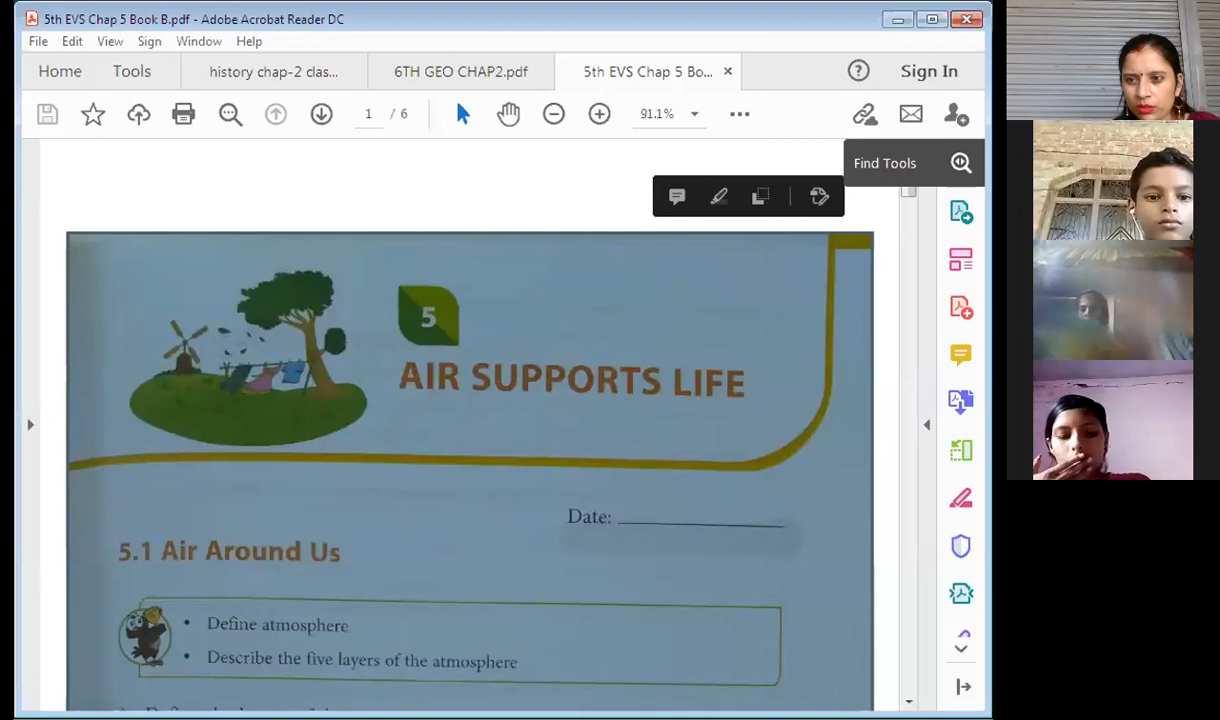 5th EVS Chap 5 Book B.pdf - Adobe Acrobat Reader DC
File Edit View Sign Window Help
Home Tools history chap-2 clas... 6TH GEO CHAP2.pdf 5th EVS Chap 5 Bo... × Sign In
1 / 6 91.1%
Find Tools
5
AIR SUPPORTS LIFE
Date:
5.1 Air Around Us
• Define atmosphere
• Describe the five layers of the atmosphere